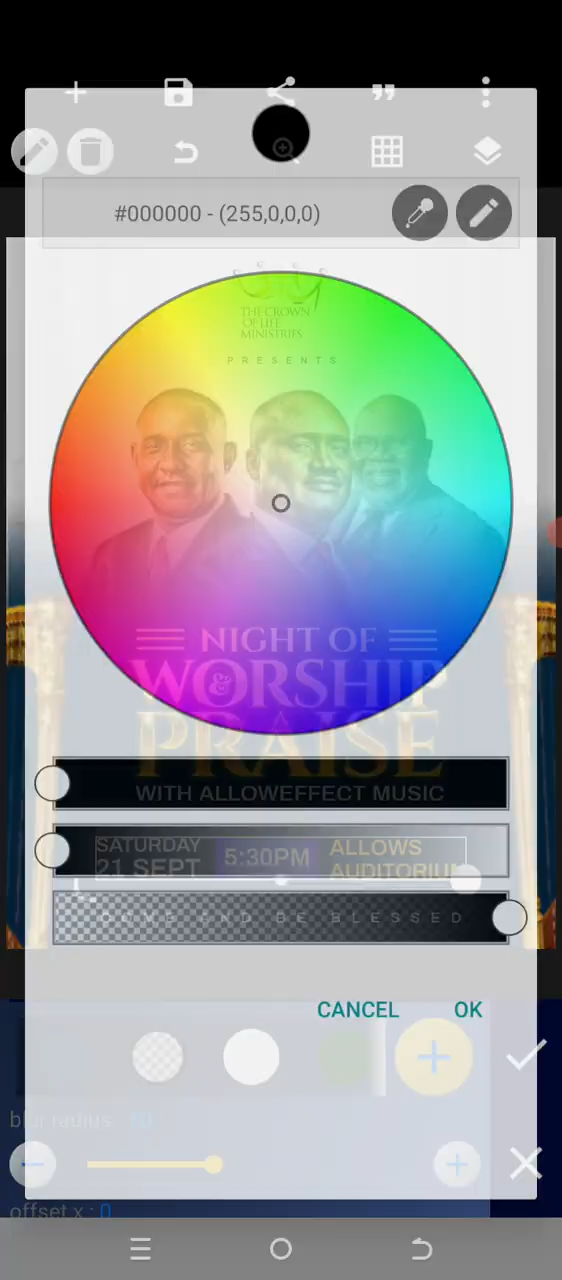 #000000 - (255,0,0,0)
THE CROWN
OF LIFE
MINISTRIES
PRESENTS
NIGHT OF
WORSHIP
&
PRAISE
WITH ALLOWEFFECT MUSIC
SATURDAY
21 SEPT
5:30PM
ALLOWS
AUDITORIUM
COME AND BE BLESSED
CANCEL
OK
blur radius
offset x : 0